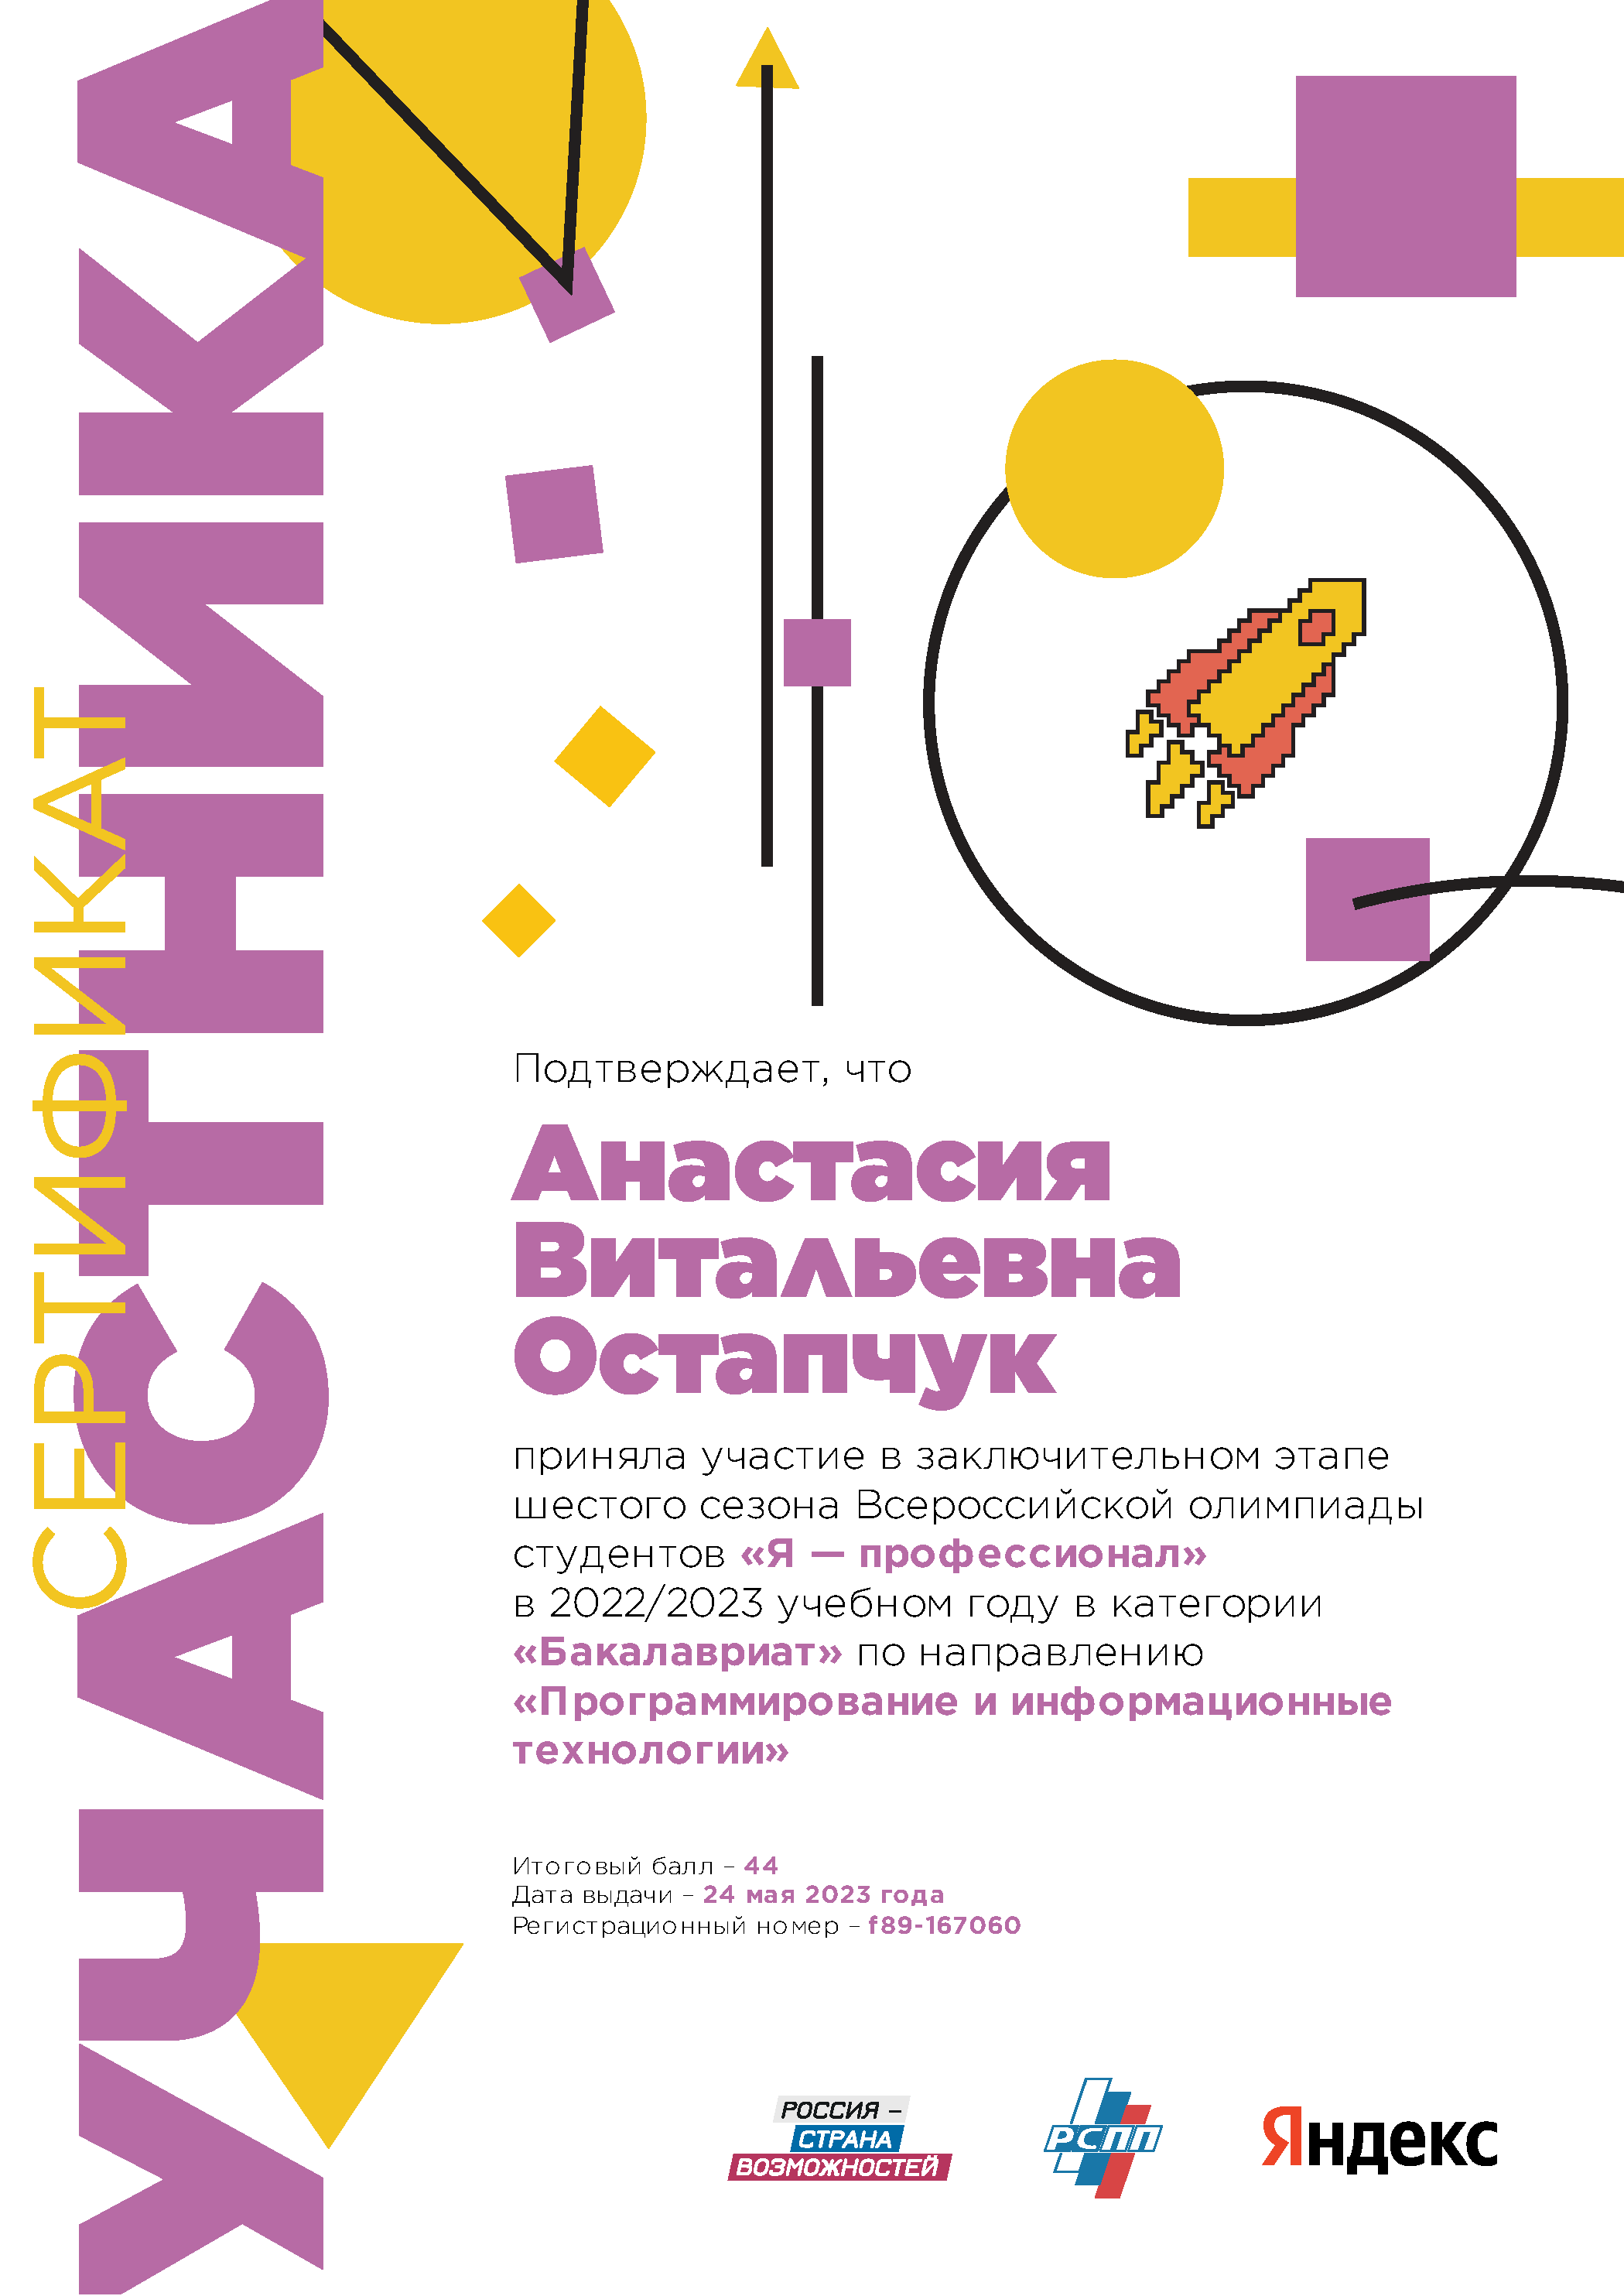 СЕРТИФИКАТ
УЧАСТНИКА
Подтверждает, что
Анастасия
Витальевна
Остапчук
приняла участие в заключительном этапе
шестого сезона Всероссийской олимпиады
студентов «Я — профессионал»
в 2022/2023 учебном году в категории
«Бакалавриат» по направлению
«Программирование и информационные
технологии»
Итоговый балл – 44
Дата выдачи – 24 мая 2023 года
Регистрационный номер – f89-167060
РОССИЯ –
СТРАНА
ВОЗМОЖНОСТЕЙ
РСПП
Яндекс